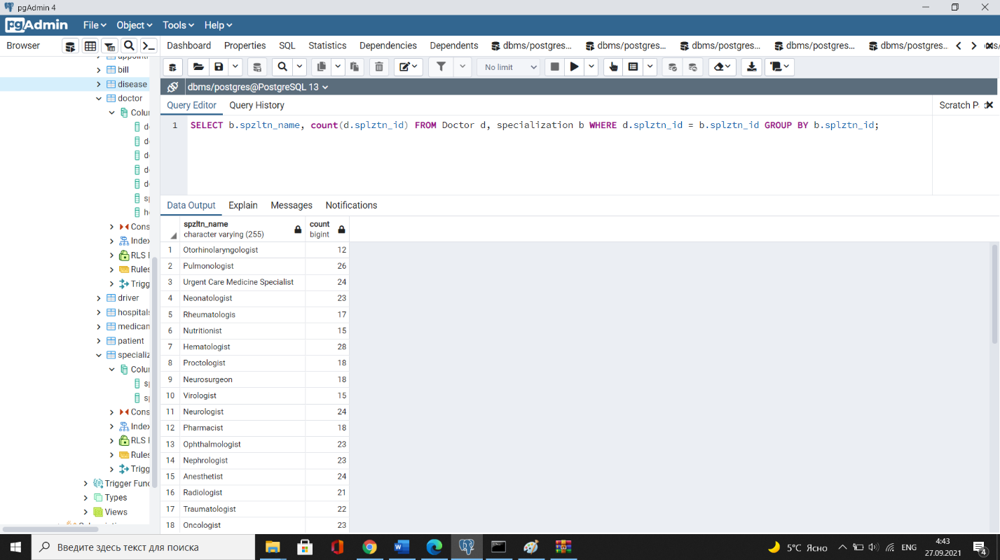 pgAdmin 4
pgAdmin File Object Tools Help
Browser
Dashboard Properties SQL Statistics Dependencies Dependents dbms/postgres... dbms/postgres... dbms/postgres... dbms/postgres... dbms/postgres...
No limit
dbms/postgres@PostgreSQL 13
Query Editor Query History
Scratch P
1 SELECT b.spzltn_name, count(d.splztn_id) FROM Doctor d, specialization b WHERE d.splztn_id = b.splztn_id GROUP BY b.splztn_id;
bill
disease
doctor
Colu
d
d
d
d
d
sp
h
Cons
Index
RLS
Rules
Trigg
driver
hospitals
medican
patient
specializ
Colu
sp
sp
Cons
Index
RLS
Rules
Trigg
Trigger Func
Types
Views
Data Output Explain Messages Notifications
spzltn_name
character varying (255)
count
bigint
1 Otorhinolaryngologist 12
2 Pulmonologist 26
3 Urgent Care Medicine Specialist 24
4 Neonatologist 23
5 Rheumatologis 17
6 Nutritionist 15
7 Hematologist 28
8 Proctologist 18
9 Neurosurgeon 18
10 Virologist 15
11 Neurologist 24
12 Pharmacist 18
13 Ophthalmologist 23
14 Nephrologist 23
15 Anesthetist 24
16 Radiologist 21
17 Traumatologist 22
18 Oncologist 23
Введите здесь текст для поиска
5°C Ясно
ENG
4:43
27.09.2021
4